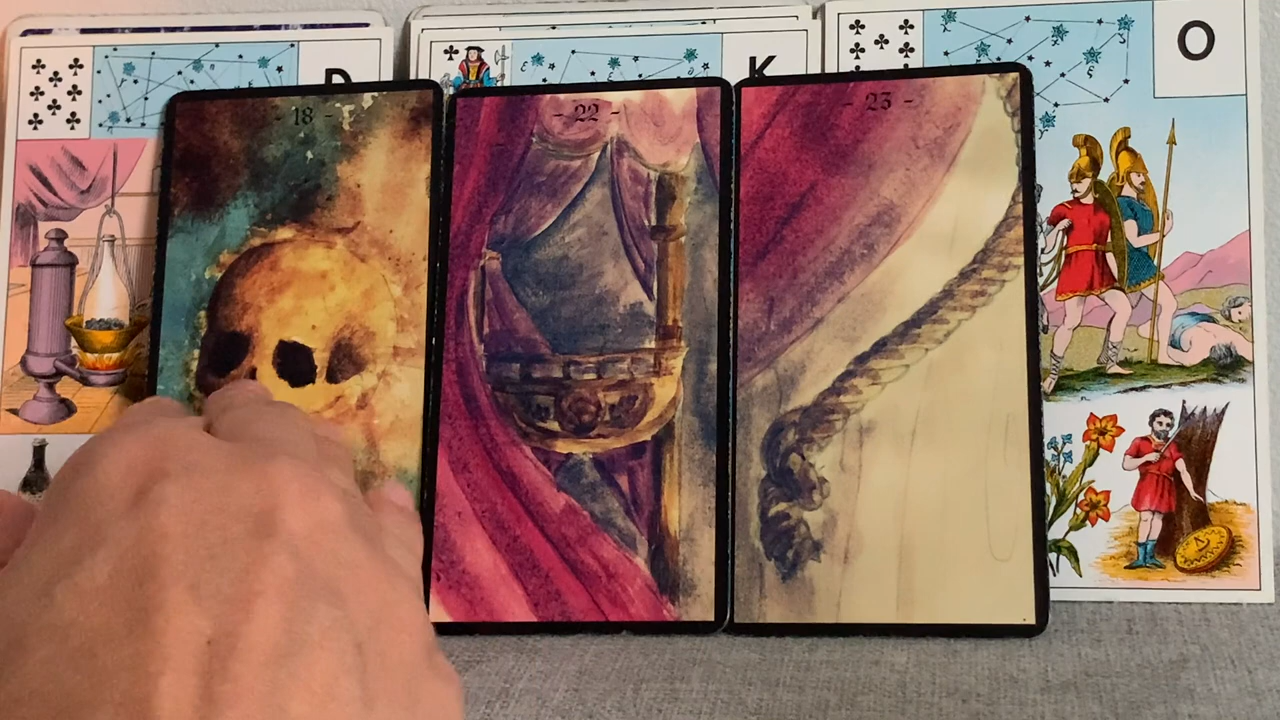 K
O
- 18 -
- 22 -
- 23 -